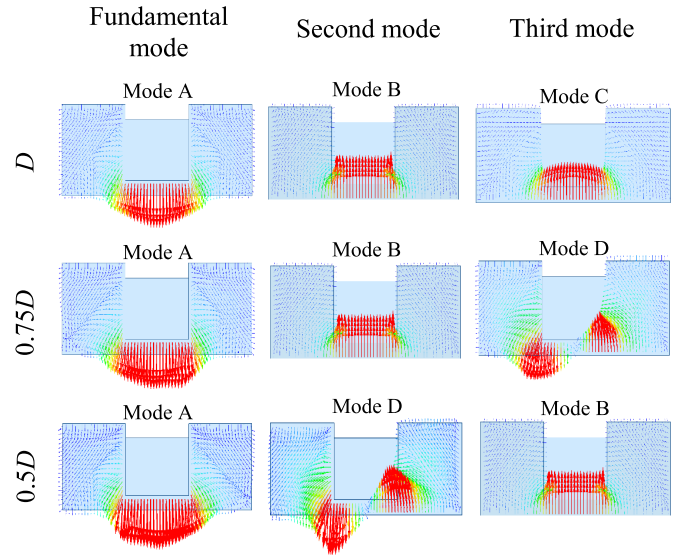 Fundamental
mode
Second mode
Third mode
D
Mode A
Mode B
Mode C
0.75D
Mode A
Mode B
Mode D
0.5D
Mode A
Mode D
Mode B